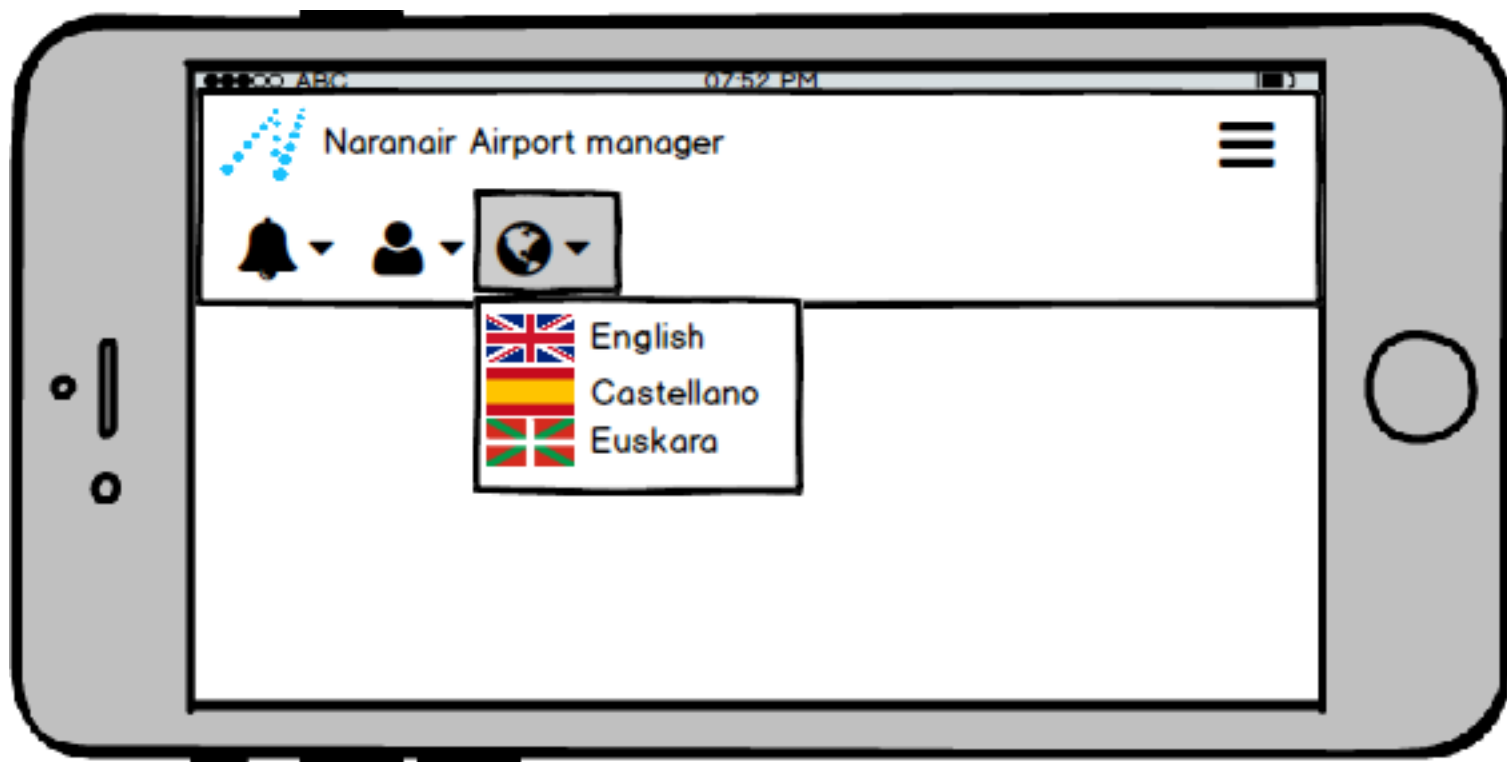 ABC 07:52 PM
Naranair Airport manager
English
Castellano
Euskara